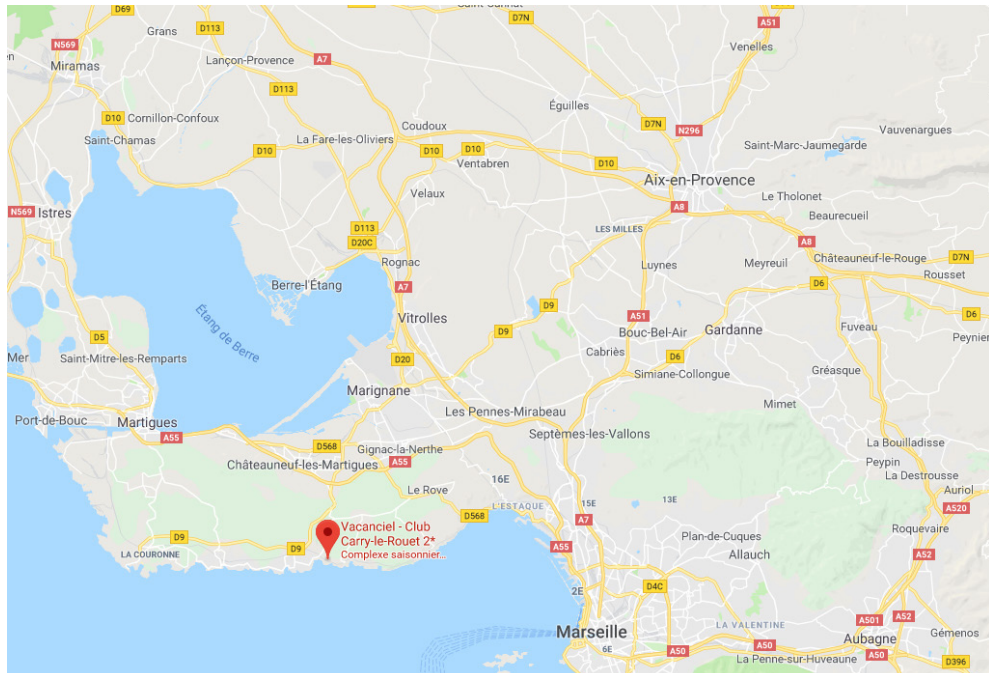 D69
D7N
Grans
D113
A51
N569
Venelles
Miramas
Lançon-Provence
A7
D113
Éguilles
D10
Cornillon-Confoux
D7N
N296
Vauvenargues
Saint-Chamas
La Fare-les-Oliviers
Coudoux
Saint-Marc-Jaumegarde
D10
D10
D10
Ventabren
D10
Aix-en-Provence
Velaux
Le Tholonet
N569
Istres
A8
Beaurecueil
D113
LES MILLES
A8
D20C
Rognac
Luynes
Meyreuil
Châteauneuf-le-Rouge
D7N
Rousset
Berre-l'Étang
A7
D6
D9
Étang de Berre
Vitrolles
A51
D6
D9
Bouc-Bel-Air
Gardanne
Fuveau
D5
Peynier
Mer
Saint-Mitre-les-Remparts
D20
Cabriès
D6
Gréasque
Simiane-Collongue
Marignane
Mimet
Port-de-Bouc
Martigues
Les Pennes-Mirabeau
A55
Septèmes-les-Vallons
D568
Gignac-la-Nerthe
La Bouilladisse
Châteauneuf-les-Martigues
A55
Peypin
La Destrousse
16E
Le Rove
Auriol
L'ESTAQUE
15E
13E
A520
D568
A7
Vacanciel - Club
Carry-le-Rouet 2*
Complexe saisonnier...
Roquevaire
D9
D9
Plan-de-Cuques
LA COURONNE
A55
Allauch
A52
2E
D4C
A501
A52
LA VALENTINE
Marseille
Aubagne
Gémenos
6E
A50
A50
A50
La Penne-sur-Huveaune
D396